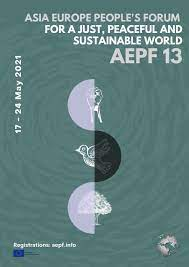 ASIA EUROPE PEOPLE'S FORUM
FOR A JUST, PEACEFUL AND
SUSTAINABLE WORLD
AEPF 13
17 - 24 May 2021
Registrations: aepf.info